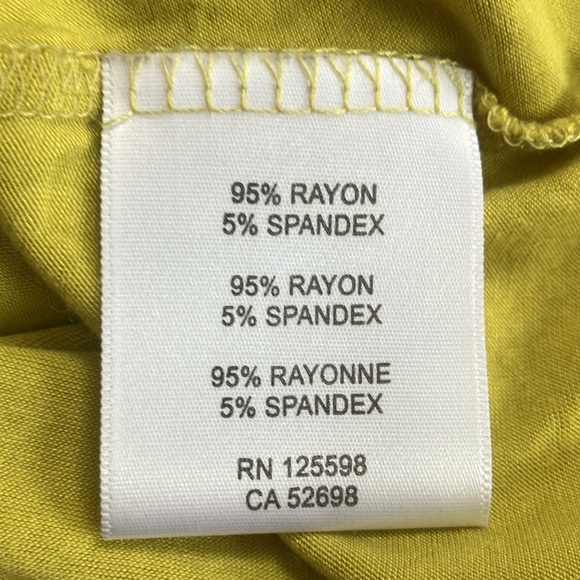 95% RAYON
5% SPANDEX
95% RAYON
5% SPANDEX
95% RAYONNE
5% SPANDEX
RN 125598
CA 52698